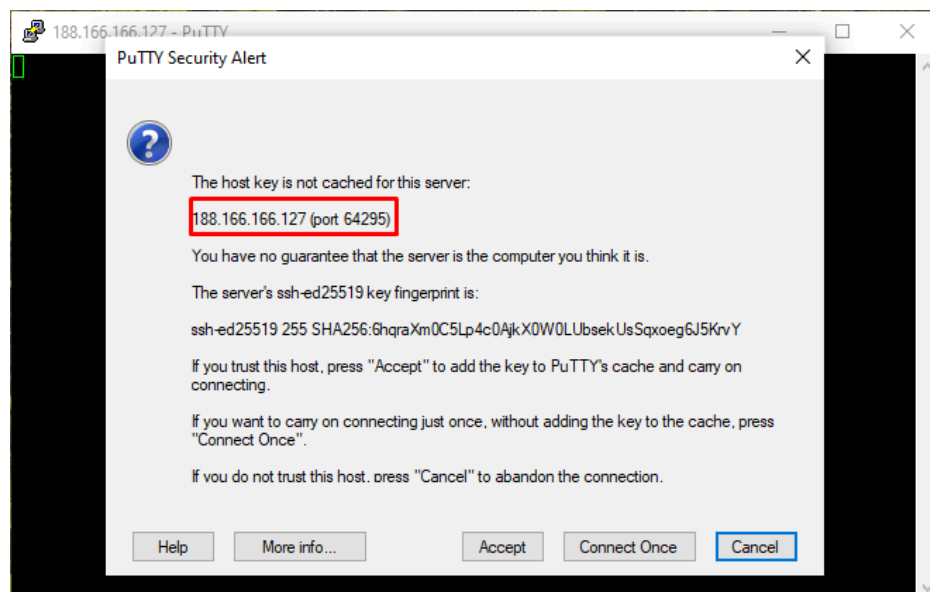 188.166.166.127 - PuTTY
PuTTY Security Alert
The host key is not cached for this server:
188.166.166.127 (port 64295)
You have no guarantee that the server is the computer you think it is.
The server's ssh-ed25519 key fingerprint is:
ssh-ed25519 255 SHA256:6hqraXm0C5Lp4c0AjkX0W0LUbsekUsSqxoeg6J5KrvY
If you trust this host, press "Accept" to add the key to PuTTY's cache and carry on
connecting.
If you want to carry on connecting just once, without adding the key to the cache, press
"Connect Once".
If you do not trust this host, press "Cancel" to abandon the connection.
Help More info... Accept Connect Once Cancel